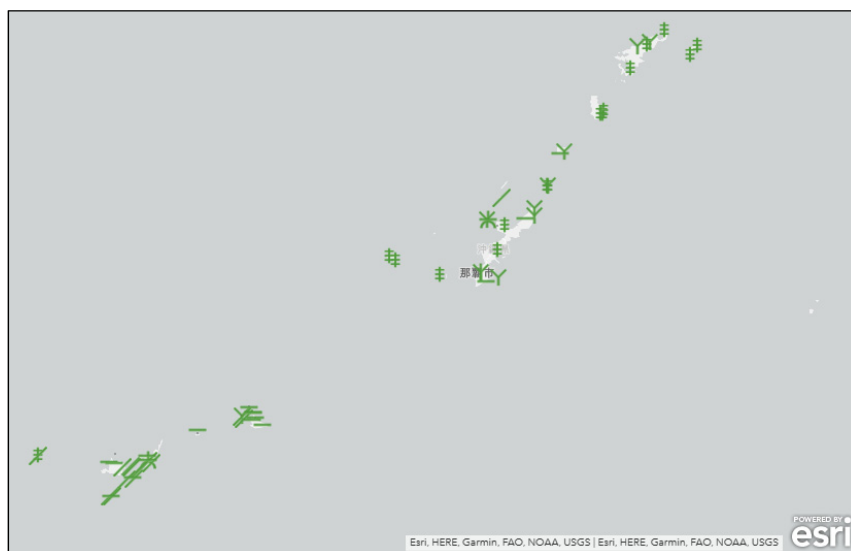 那覇市
Esri, HERE, Garmin, FAO, NOAA, USGS | Esri, HERE, Garmin, FAO, NOAA, USGS
POWERED BY
esri